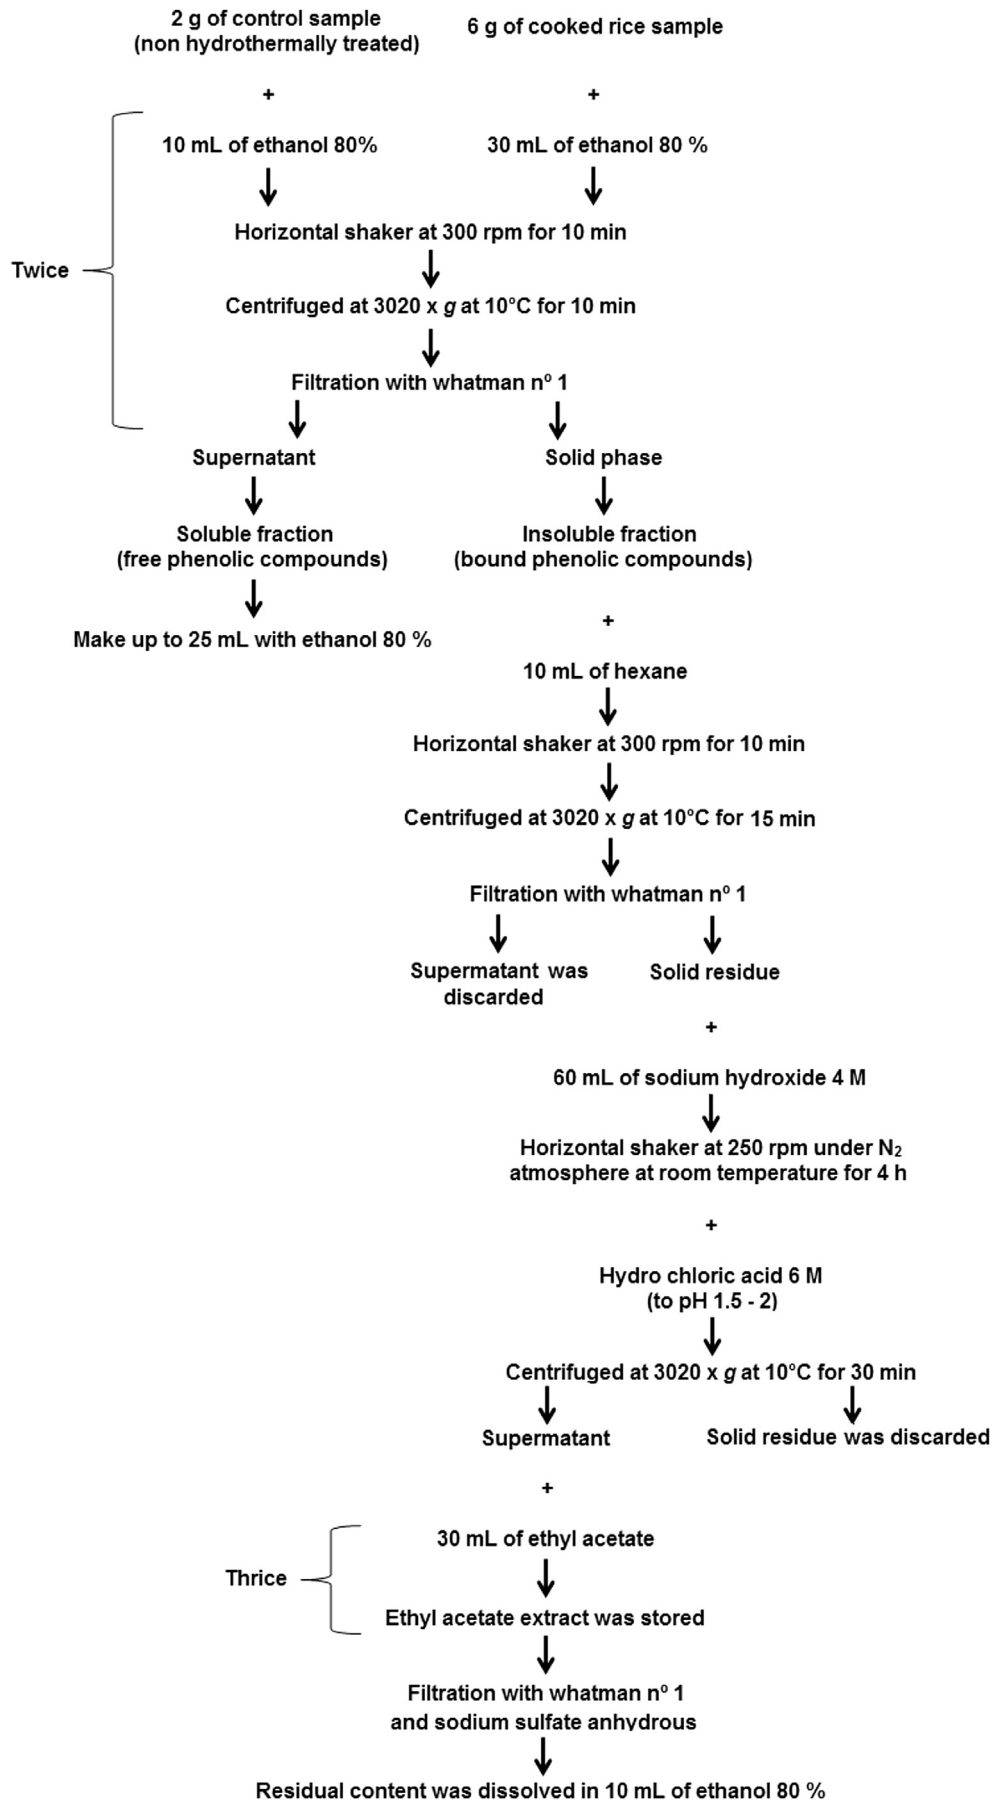 2 g of control sample
(non hydrothermally treated)
6 g of cooked rice sample
+
+
10 mL of ethanol 80%
30 mL of ethanol 80 %
Horizontal shaker at 300 rpm for 10 min
Twice
Centrifuged at 3020 x g at 10°C for 10 min
Filtration with whatman nº 1
Supernatant
Solid phase
Soluble fraction
(free phenolic compounds)
Insoluble fraction
(bound phenolic compounds)
+
Make up to 25 mL with ethanol 80 %
10 mL of hexane
Horizontal shaker at 300 rpm for 10 min
Centrifuged at 3020 x g at 10°C for 15 min
Filtration with whatman nº 1
Supermatant was
discarded
Solid residue
+
60 mL of sodium hydroxide 4 M
Horizontal shaker at 250 rpm under N₂
atmosphere at room temperature for 4 h
+
Hydro chloric acid 6 M
(to pH 1.5 - 2)
Centrifuged at 3020 x g at 10°C for 30 min
Supermatant
Solid residue was discarded
+
30 mL of ethyl acetate
Thrice
Ethyl acetate extract was stored
Filtration with whatman nº 1
and sodium sulfate anhydrous
Residual content was dissolved in 10 mL of ethanol 80 %